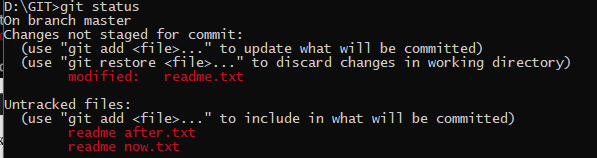 D:\GIT>git status
On branch master
Changes not staged for commit:
  (use "git add <file>..." to update what will be committed)
  (use "git restore <file>..." to discard changes in working directory)
        modified:   readme.txt

Untracked files:
  (use "git add <file>..." to include in what will be committed)
        readme after.txt
        readme now.txt